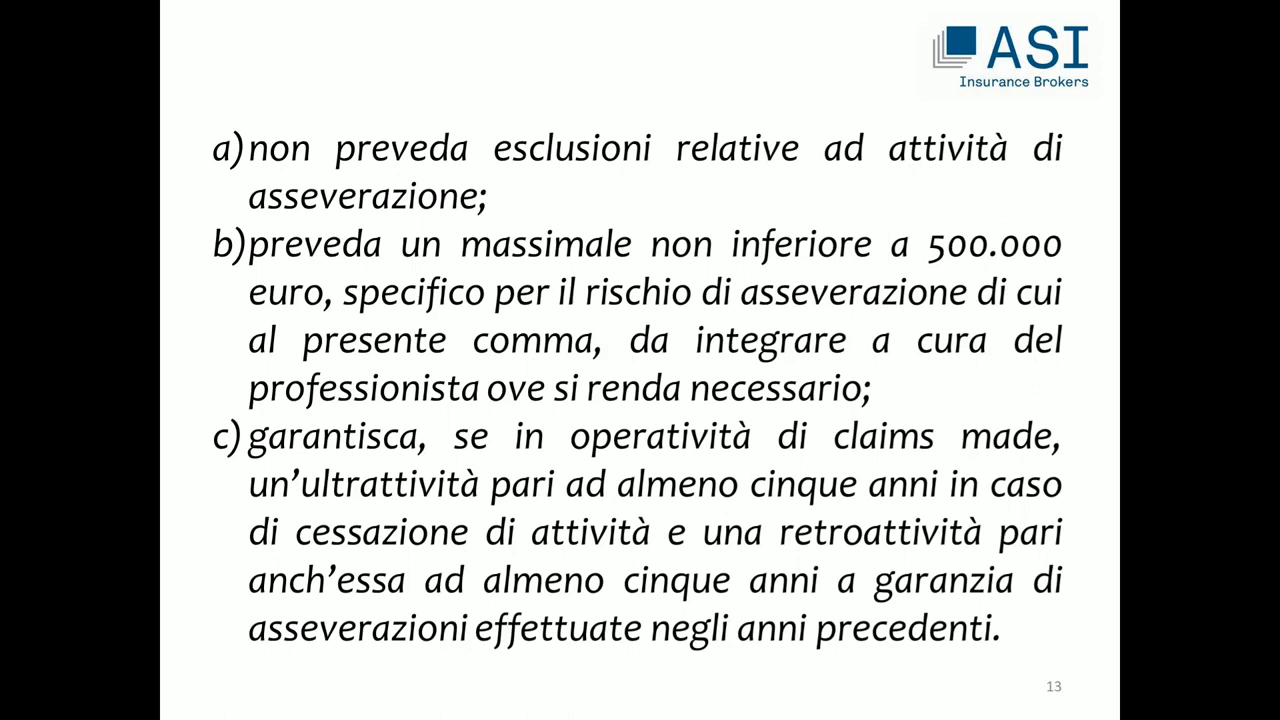 ASI
Insurance Brokers
a) non preveda esclusioni relative ad attività di
asseverazione;
b) preveda un massimale non inferiore a 500.000
euro, specifico per il rischio di asseverazione di cui
al presente comma, da integrare a cura del
professionista ove si renda necessario;
c) garantisca, se in operatività di claims made,
un’ultrattività pari ad almeno cinque anni in caso
di cessazione di attività e una retroattività pari
anch’essa ad almeno cinque anni a garanzia di
asseverazioni effettuate negli anni precedenti.
13